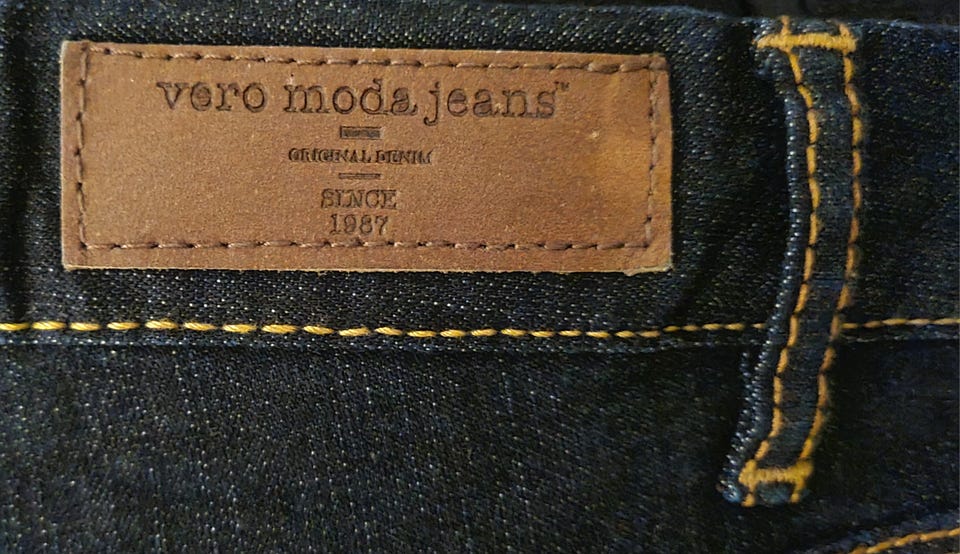 vero moda jeans™
ORIGINAL DENIM
SINCE
1987